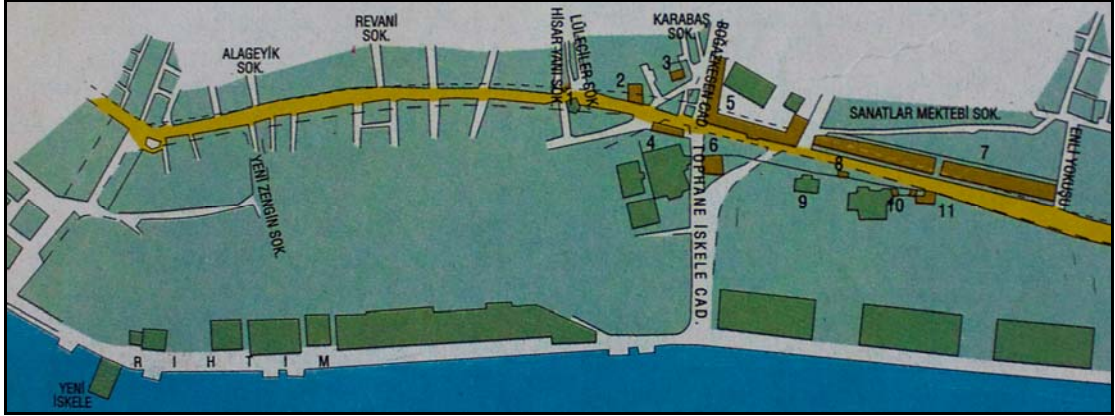 REVANİ
SOK.
ALAGEYİK
SOK.
HİSAR YANI SOK.
LÜLECİLER SOK.
KARABAŞ
SOK.
BOĞAZKESEN CAD.
SANATLAR MEKTEBİ SOK.
ENLİ YOKUŞU
YENİ ZENGİN SOK.
TOPHANE İSKELE CAD.
1
2
3
4
5
6
7
8
9
10
11
RIHTIM
YENİ
İSKELE